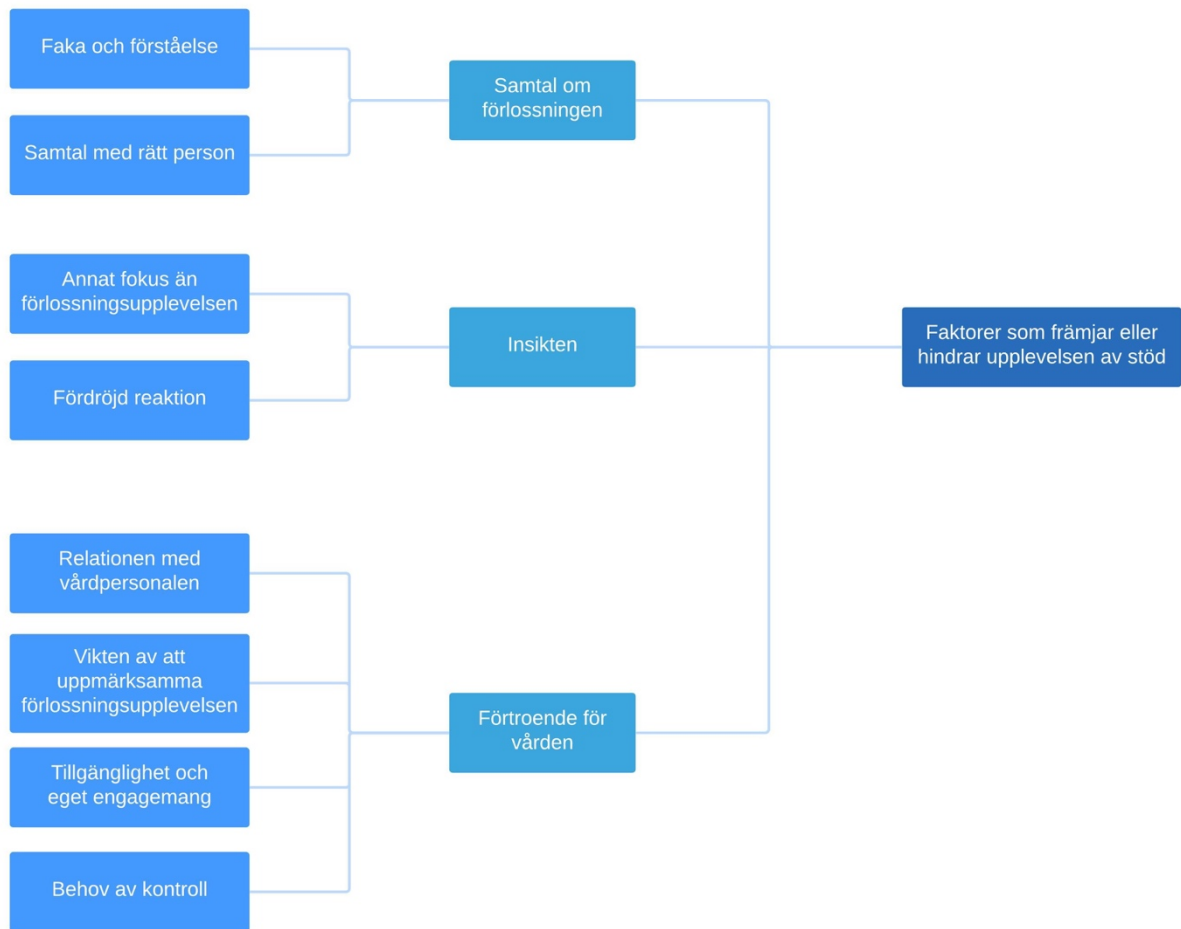 Faka och förståelse
Samtal med rätt person
Samtal om
förlossningen
Annat fokus än
förlossningsupplevelsen
Fördröjd reaktion
Insikten
Relationen med
vårdpersonalen
Vikten av att
uppmärksamma
förlossningsupplevelsen
Tillgänglighet och
eget engagemang
Behov av kontroll
Förtroende för
vården
Faktorer som främjar eller
hindrar upplevelsen av stöd